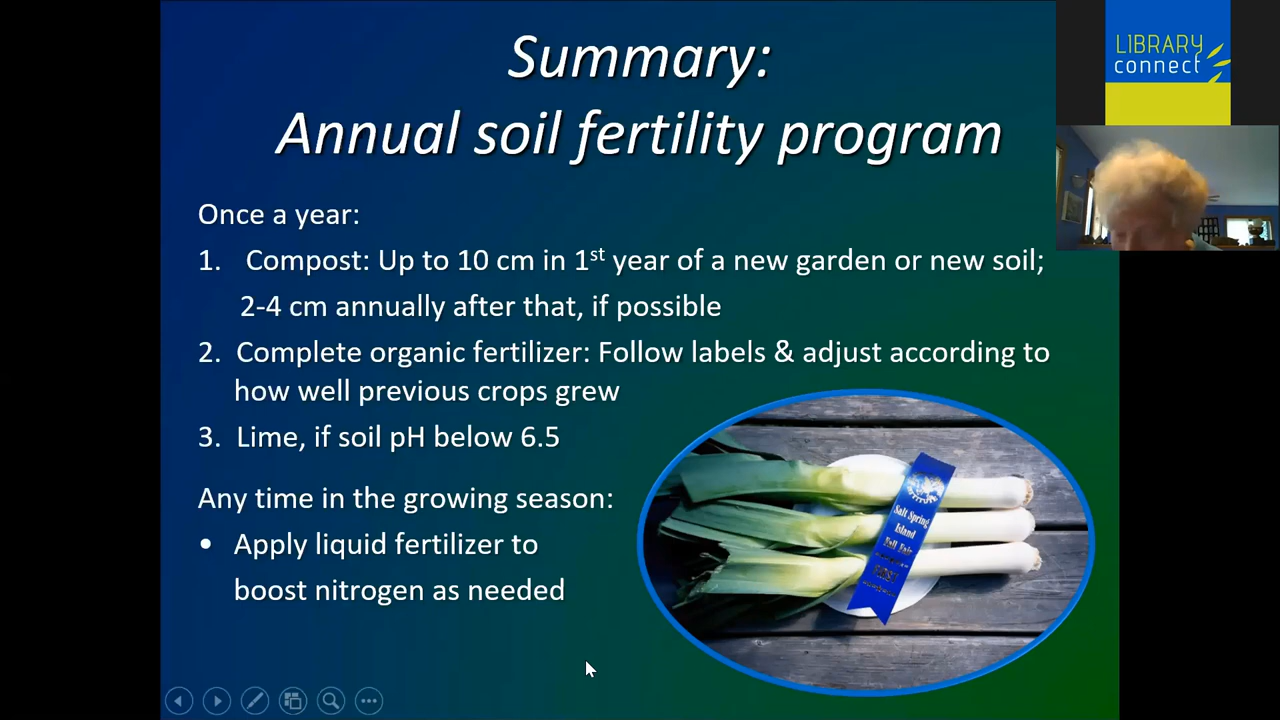 Summary:
Annual soil fertility program
LIBRARY
connect
Once a year:
1. Compost: Up to 10 cm in 1st year of a new garden or new soil;
2-4 cm annually after that, if possible
2. Complete organic fertilizer: Follow labels & adjust according to
how well previous crops grew
3. Lime, if soil pH below 6.5
Any time in the growing season:
• Apply liquid fertilizer to
boost nitrogen as needed
Salt Spring
Island
Fall Fair